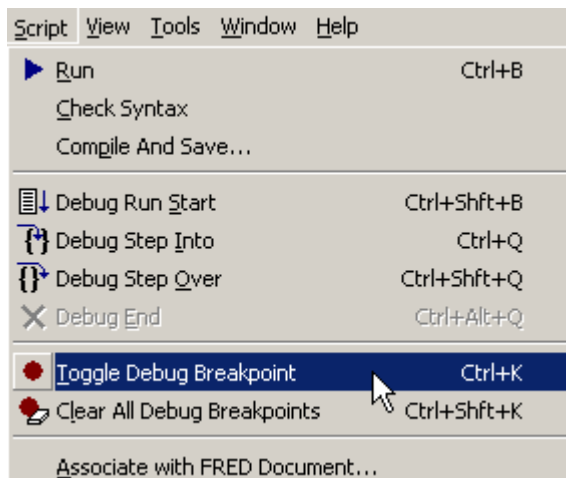 Script View Tools Window Help
Run Ctrl+B
Check Syntax
Compile And Save...
Debug Run Start Ctrl+Shft+B
Debug Step Into Ctrl+Q
Debug Step Over Ctrl+Shft+Q
Debug End Ctrl+Alt+Q
Toggle Debug Breakpoint Ctrl+K
Clear All Debug Breakpoints Ctrl+Shft+K
Associate with FRED Document...